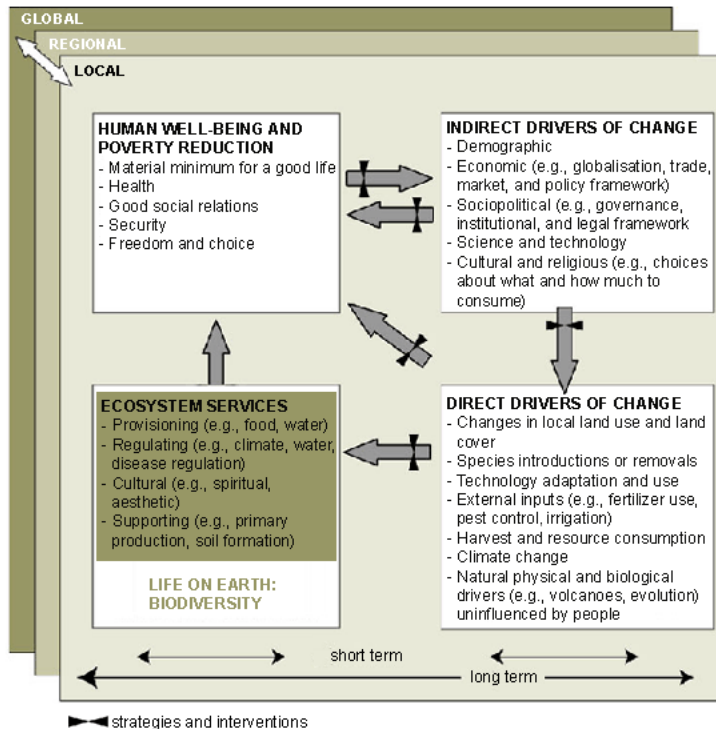 GLOBAL
REGIONAL
LOCAL
HUMAN WELL-BEING AND
POVERTY REDUCTION
- Material minimum for a good life
- Health
- Good social relations
- Security
- Freedom and choice
INDIRECT DRIVERS OF CHANGE
- Demographic
- Economic (e.g., globalisation, trade,
market, and policy framework)
- Sociopolitical (e.g., governance,
institutional, and legal framework
- Science and technology
- Cultural and religious (e.g., choices
about what and how much to
consume)
ECOSYSTEM SERVICES
- Provisioning (e.g., food, water)
- Regulating (e.g., climate, water,
disease regulation)
- Cultural (e.g., spiritual,
aesthetic)
- Supporting (e.g., primary
production, soil formation)
LIFE ON EARTH:
BIODIVERSITY
DIRECT DRIVERS OF CHANGE
- Changes in local land use and land
cover
- Species introductions or removals
- Technology adaptation and use
- External inputs (e.g., fertilizer use,
pest control, irrigation)
- Harvest and resource consumption
- Climate change
- Natural physical and biological
drivers (e.g., volcanoes, evolution)
uninfluenced by people
short term
long term
strategies and interventions